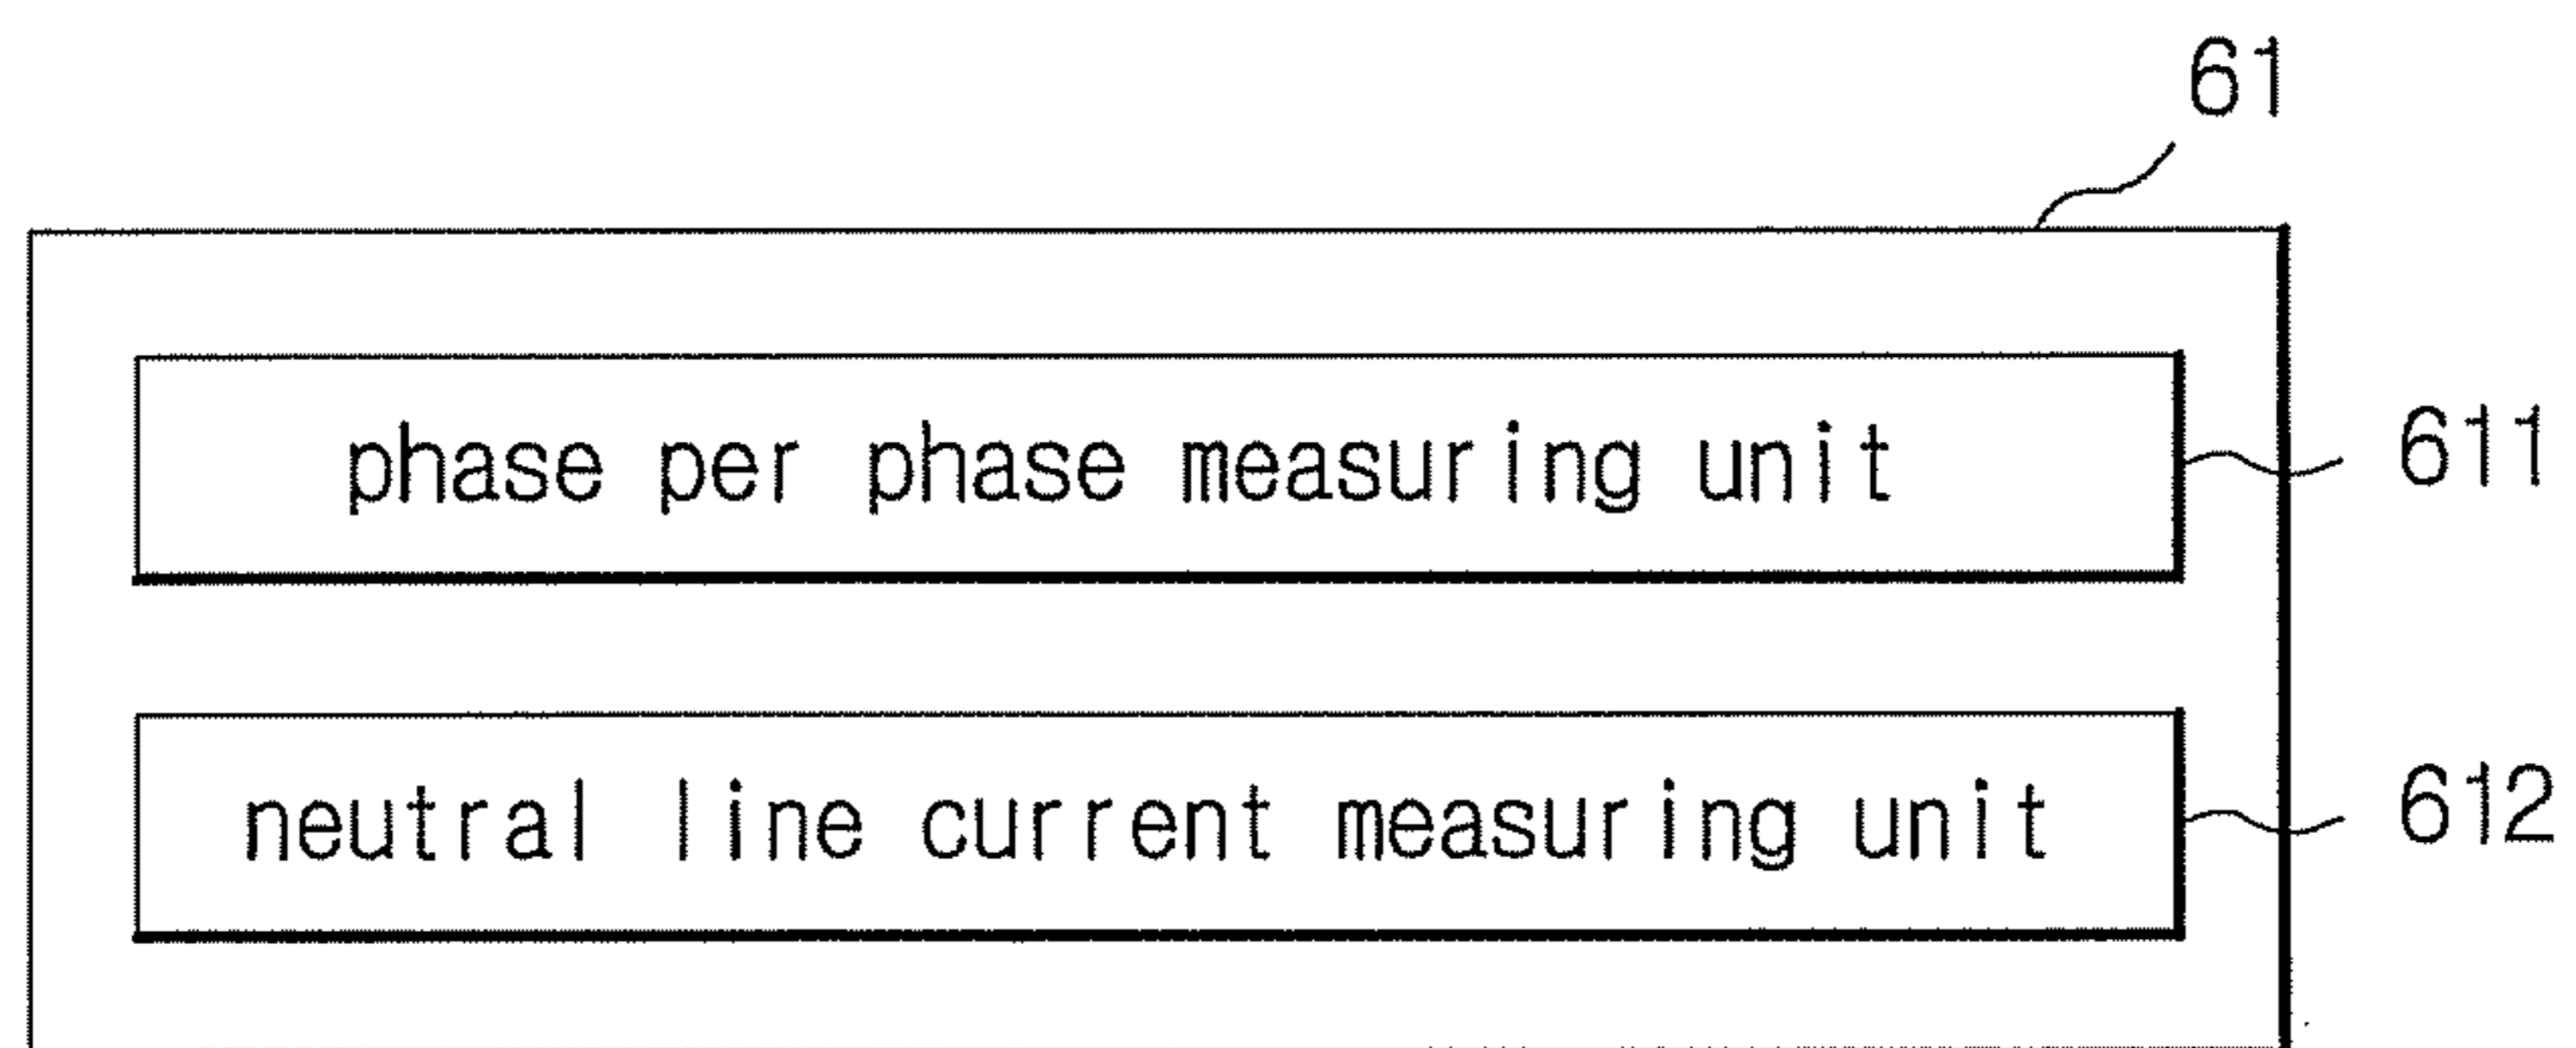 61
phase per phase measuring unit
611
neutral line current measuring unit
612